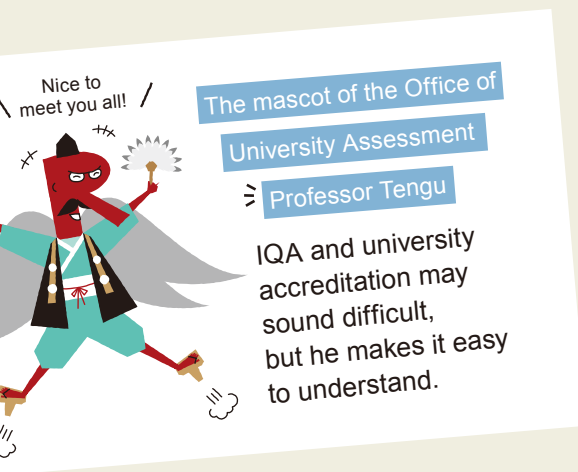 Nice to
meet you all!
The mascot of the Office of
University Assessment
Professor Tengu
IQA and university
accreditation may
sound difficult,
but he makes it easy
to understand.